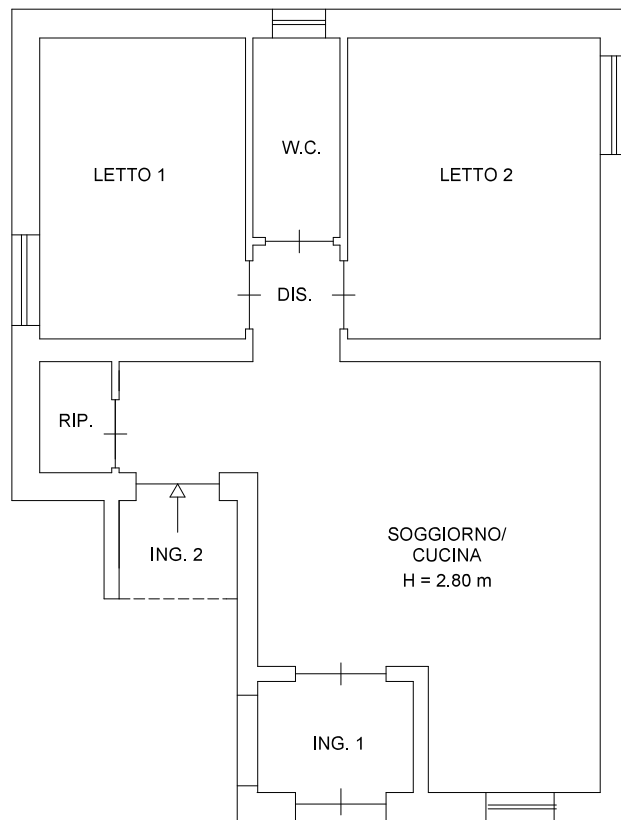 W.C.
LETTO 1
LETTO 2
DIS.
RIP.
SOGGIORNO/
CUCINA
H = 2.80 m
ING. 2
ING. 1